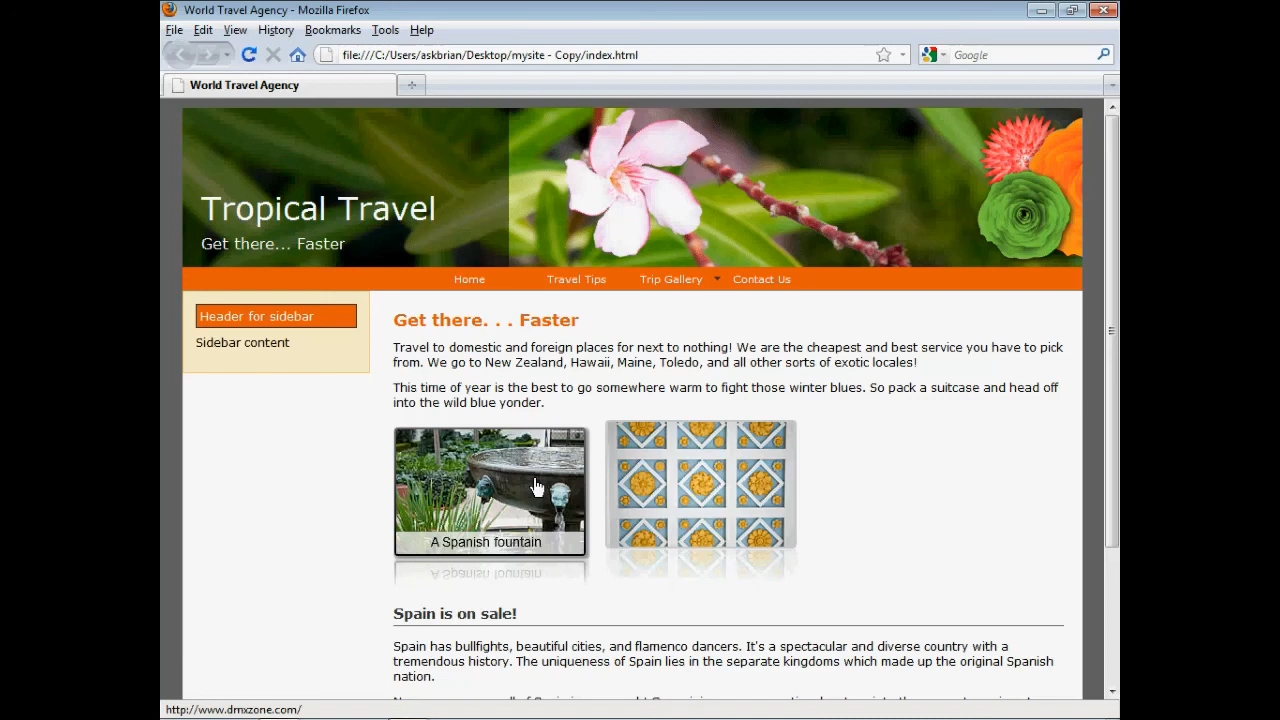 World Travel Agency - Mozilla Firefox
File Edit View History Bookmarks Tools Help
file:///C:/Users/askbrian/Desktop/mysite - Copy/index.html
Google
World Travel Agency
Tropical Travel
Get there... Faster
Home Travel Tips Trip Gallery Contact Us
Header for sidebar
Sidebar content
Get there. . . Faster
Travel to domestic and foreign places for next to nothing! We are the cheapest and best service you have to pick
from. We go to New Zealand, Hawaii, Maine, Toledo, and all other sorts of exotic locales!
This time of year is the best to go somewhere warm to fight those winter blues. So pack a suitcase and head off
into the wild blue yonder.
A Spanish fountain
A Spanish fountain
Spain is on sale!
Spain has bullfights, beautiful cities, and flamenco dancers. It's a spectacular and diverse country with a
tremendous history. The uniqueness of Spain lies in the separate kingdoms which made up the original Spanish
nation.
http://www.dmxzone.com/